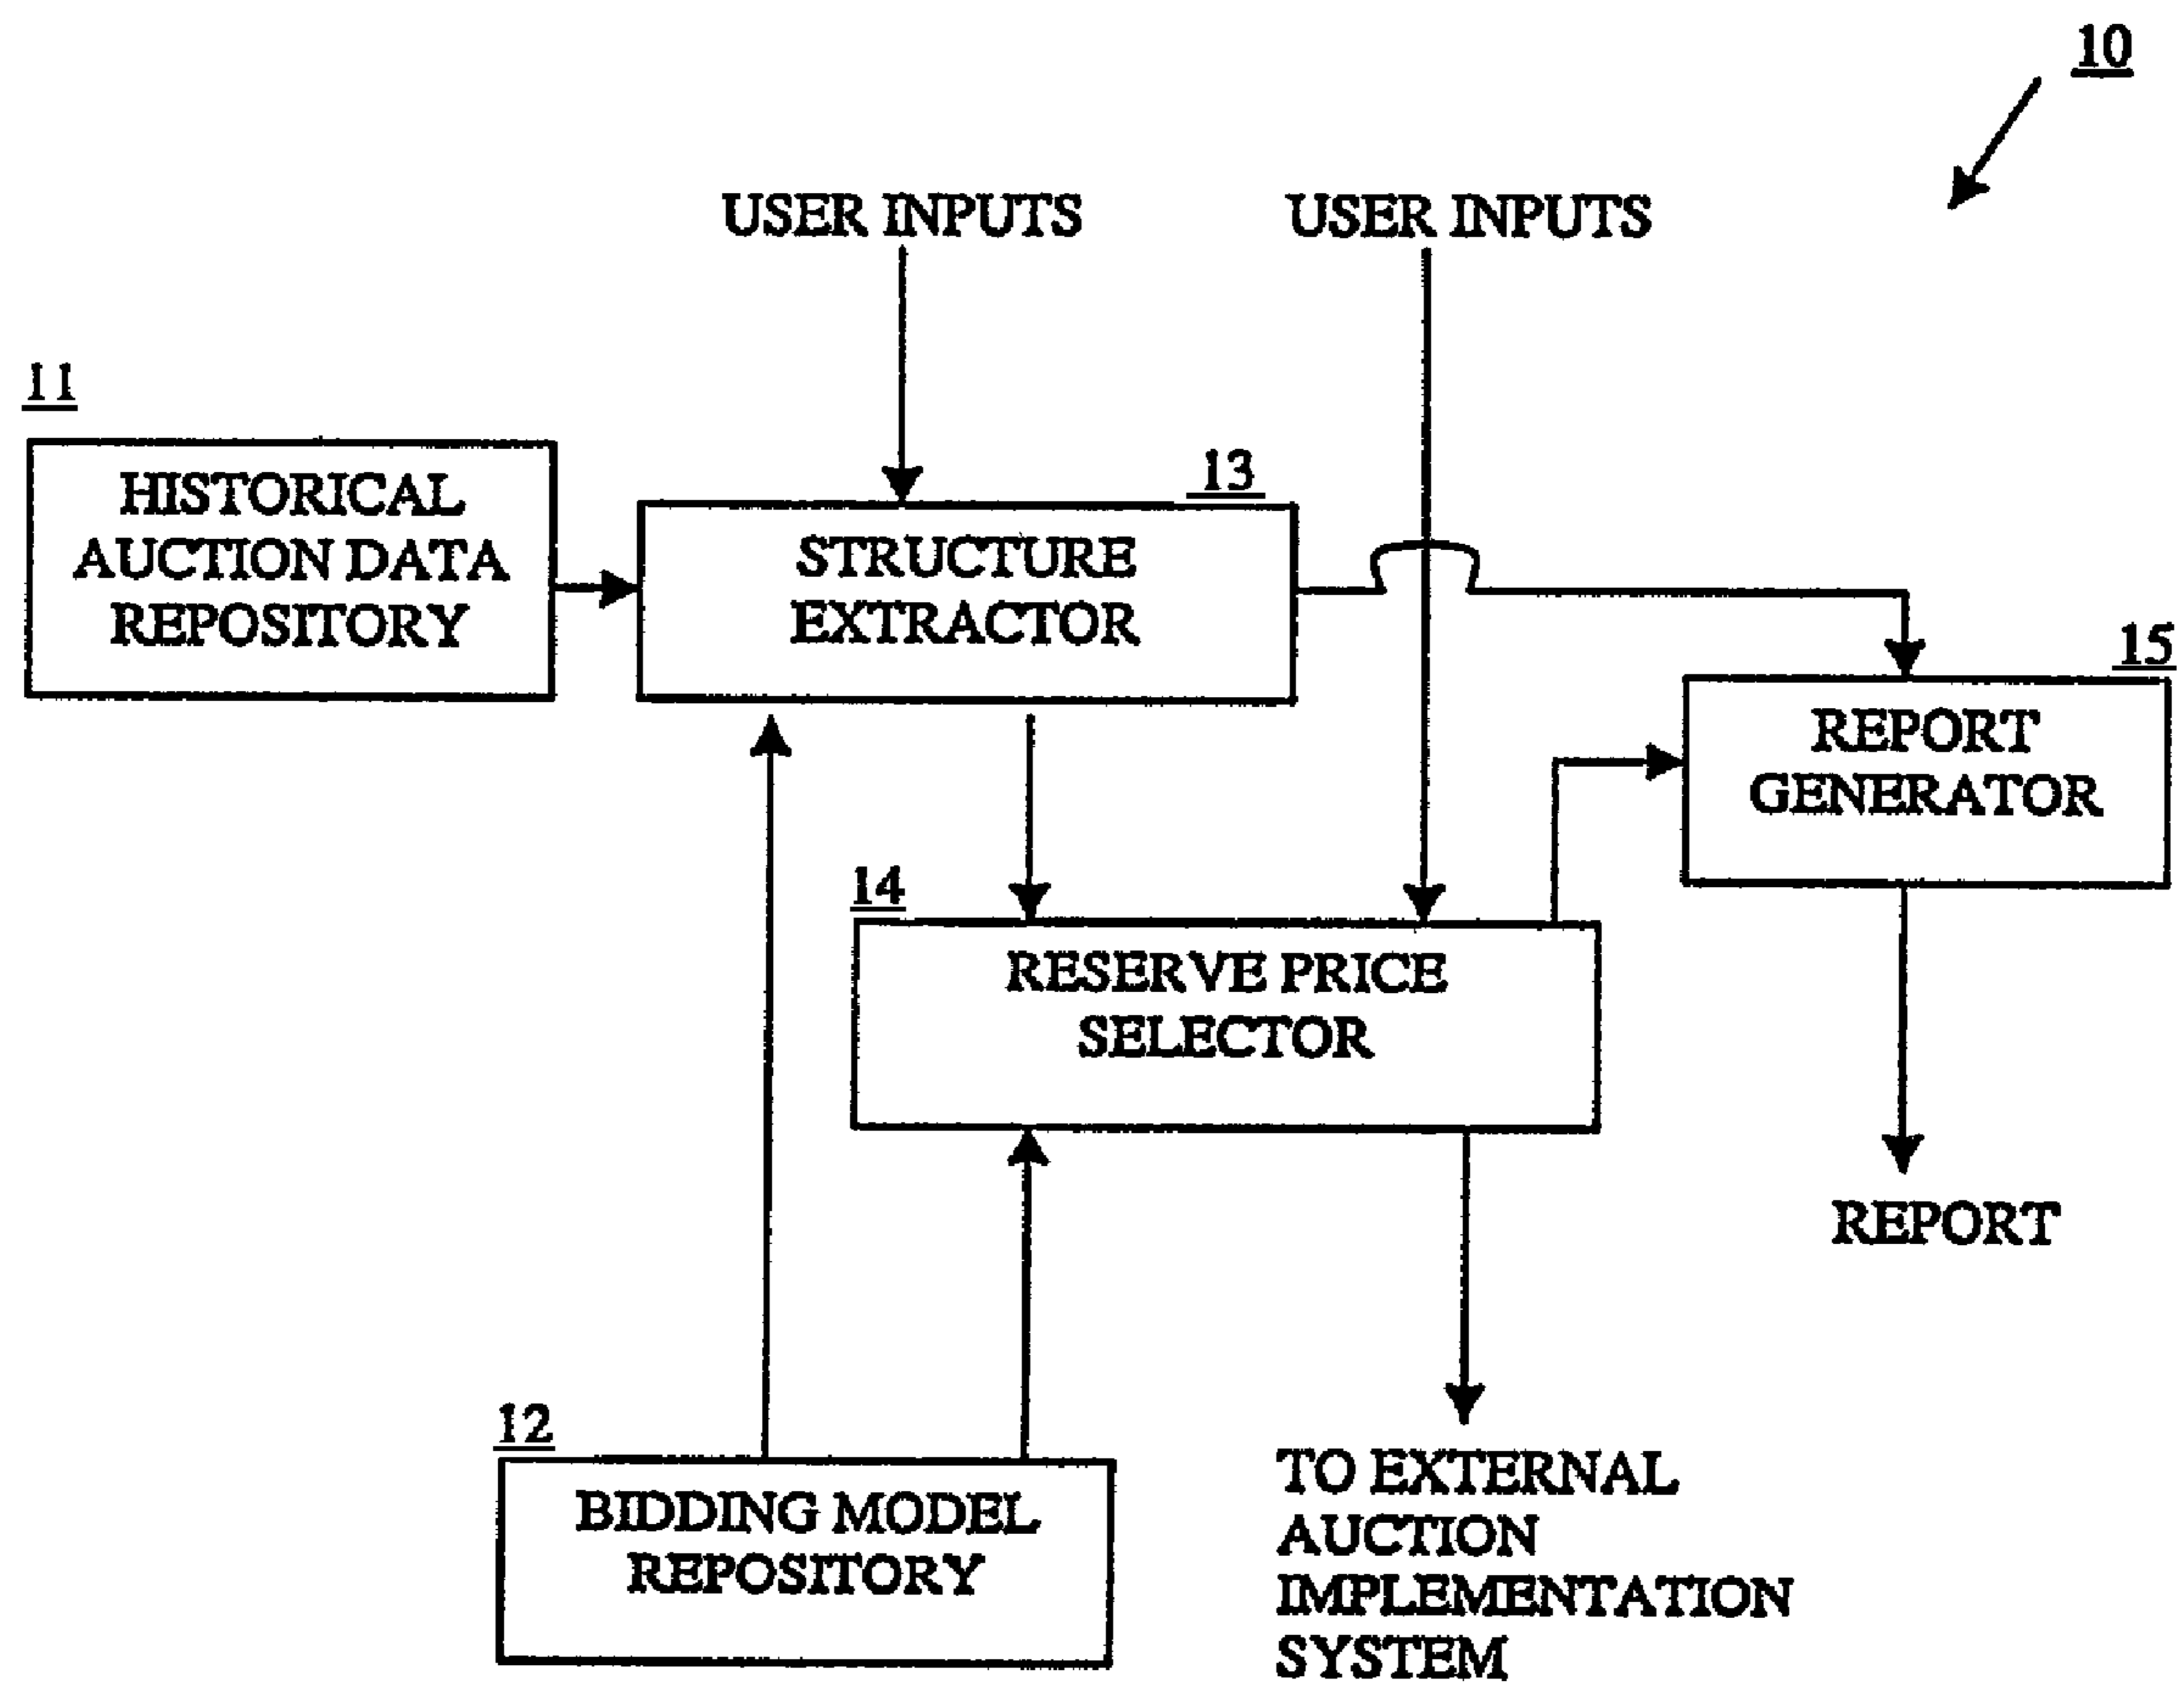 10
USER INPUTS
USER INPUTS
11
HISTORICAL
AUCTION DATA
REPOSITORY
13
STRUCTURE
EXTRACTOR
15
REPORT
GENERATOR
14
RESERVE PRICE
SELECTOR
REPORT
12
BIDDING MODEL
REPOSITORY
TO EXTERNAL
AUCTION
IMPLEMENTATION
SYSTEM